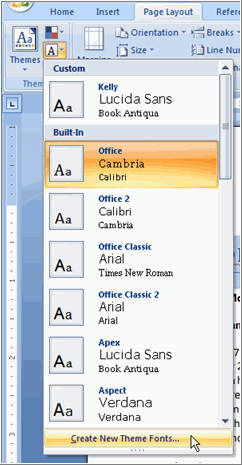 Home Insert Page Layout
Themes
Aa
A
Orientation
Size
Breaks
Line Num
Custom
Aa
Kelly
Lucida Sans
Book Antiqua
Built-In
Aa
Office
Cambria
Calibri
Aa
Office 2
Calibri
Cambria
Aa
Office Classic
Arial
Times New Roman
Aa
Office Classic 2
Arial
Arial
Aa
Apex
Lucida Sans
Book Antiqua
Aa
Aspect
Verdana
Verdana
Create New Theme Fonts...